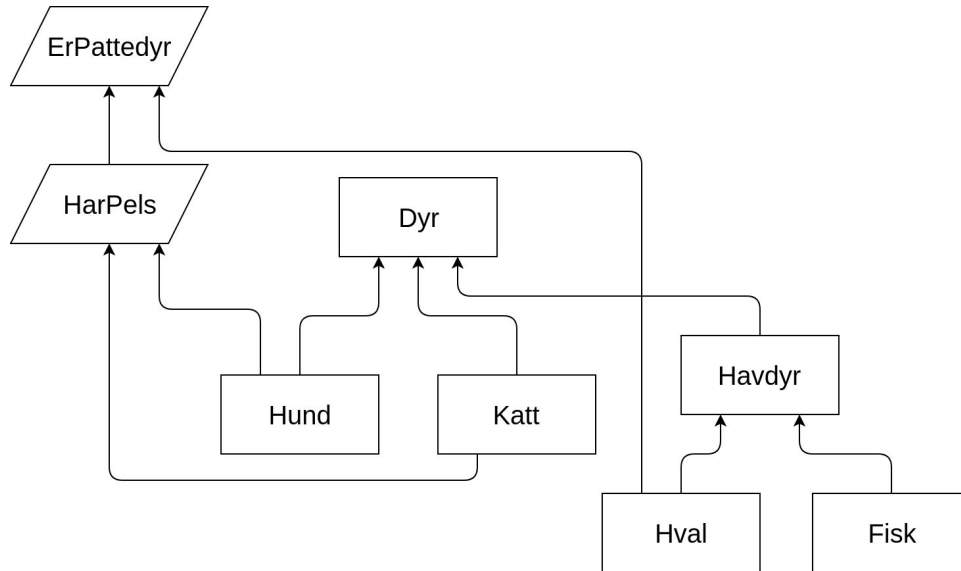 ErPattedyr
HarPels
Dyr
Hund
Katt
Havdyr
Hval
Fisk